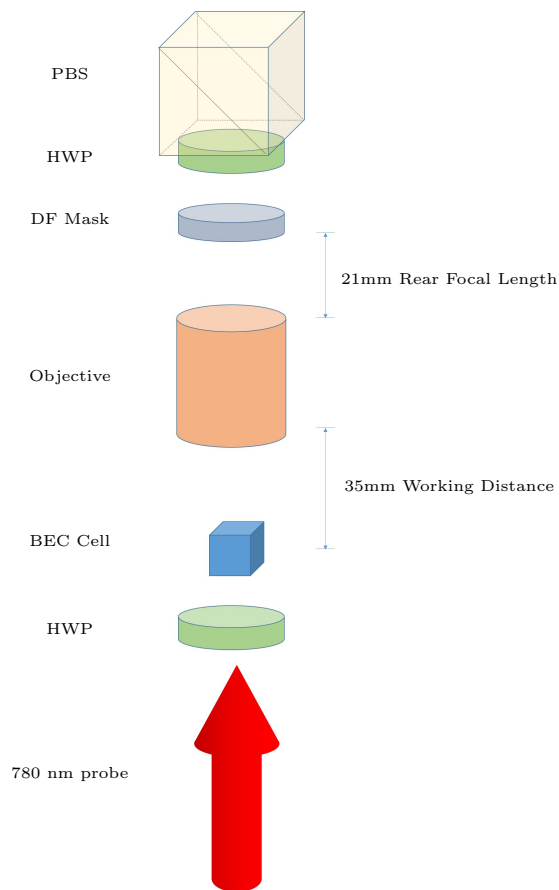 PBS
HWP
DF Mask
21mm Rear Focal Length
Objective
35mm Working Distance
BEC Cell
HWP
780 nm probe